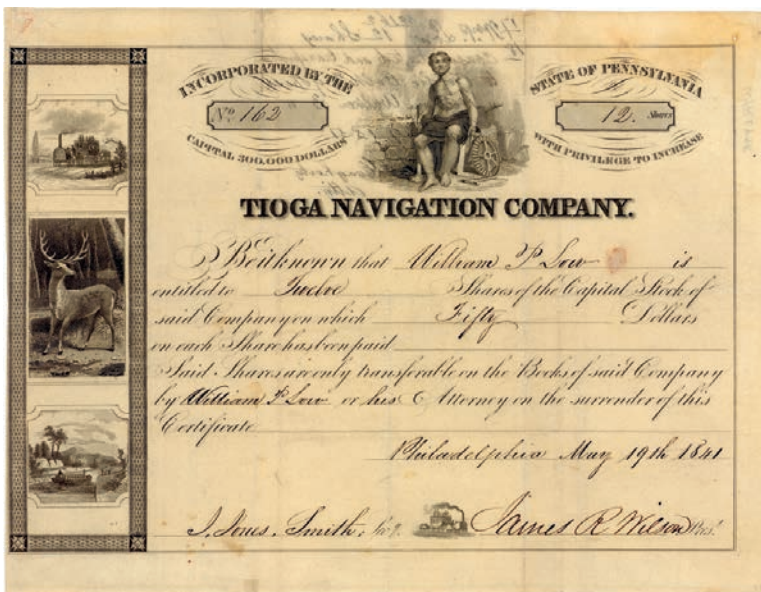 INCORPORATED BY THE
No. 162
CAPITAL 300.000 DOLLARS
STATE OF PENNSYLVANIA
12. Shares
WITH PRIVILEGE TO INCREASE
TIOGA NAVIGATION COMPANY.
Be it known that William P Low is
entitled to Twelve Shares of the Capital Stock of
said Company on which Fifty Dollars
on each Share has been paid
Said Shares are only transferable on the Books of said Company
by William P Low or his Attorney on the surrender of this
Certificate
Philadelphia May 19th 1841
J. Jones. Smith, Sec'y. James R Wilson Pres.t